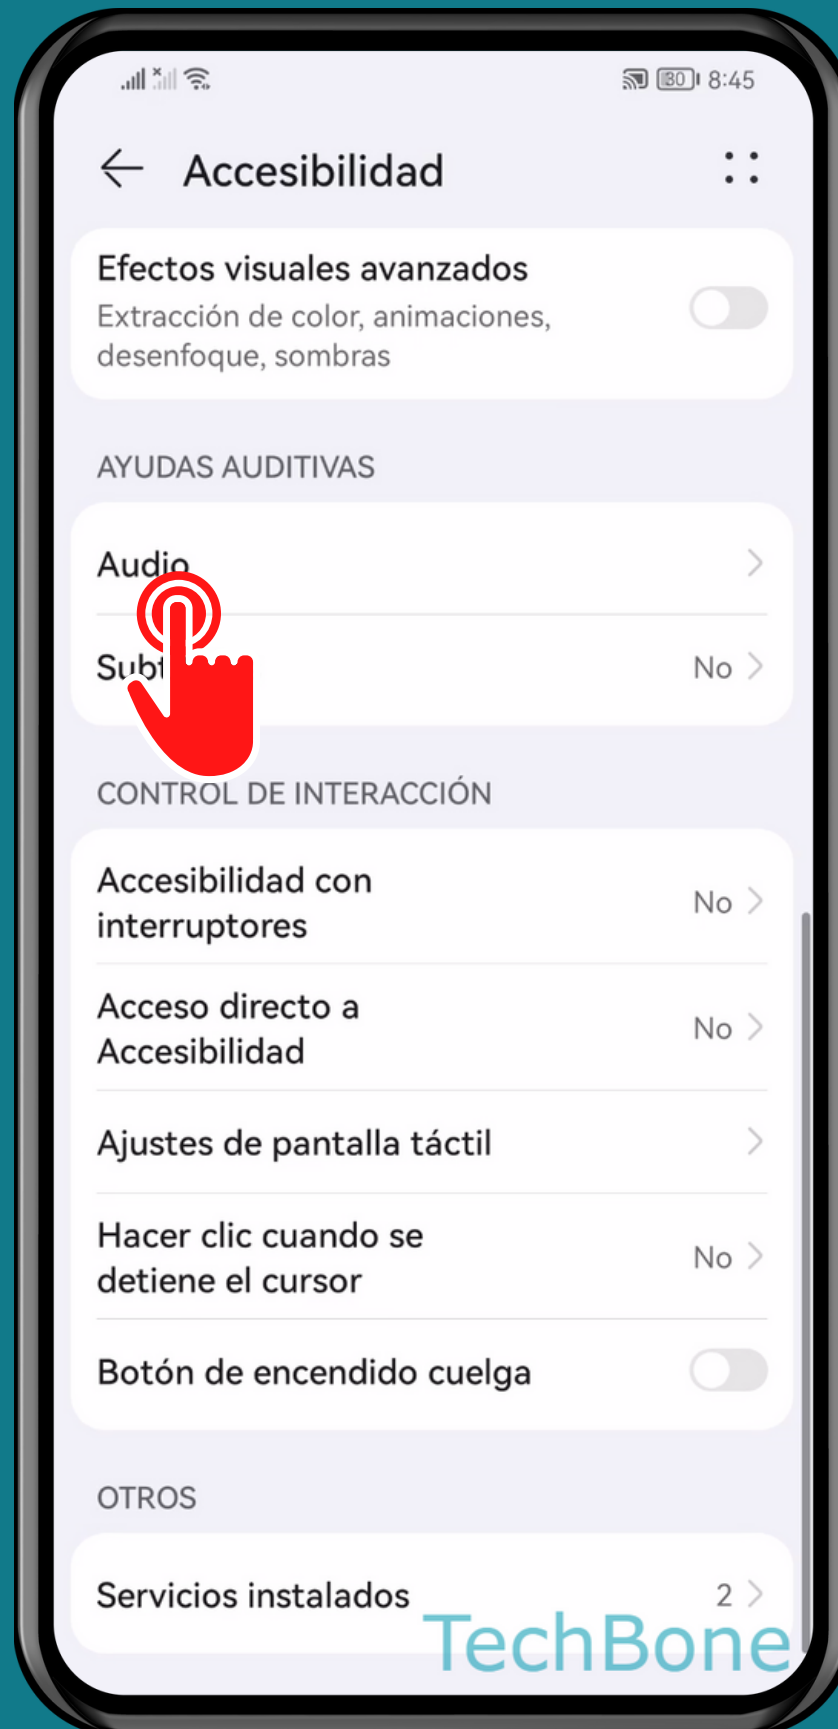 80 8:45
Accesibilidad
Efectos visuales avanzados
Extracción de color, animaciones,
desenfoque, sombras
AYUDAS AUDITIVAS
Audio
No
CONTROL DE INTERACCIÓN
Accesibilidad con
interruptores
No
Acceso directo a
Accesibilidad
No
Ajustes de pantalla táctil
Hacer clic cuando se
detiene el cursor
No
Botón de encendido cuelga
OTROS
Servicios instalados
2
TechBone